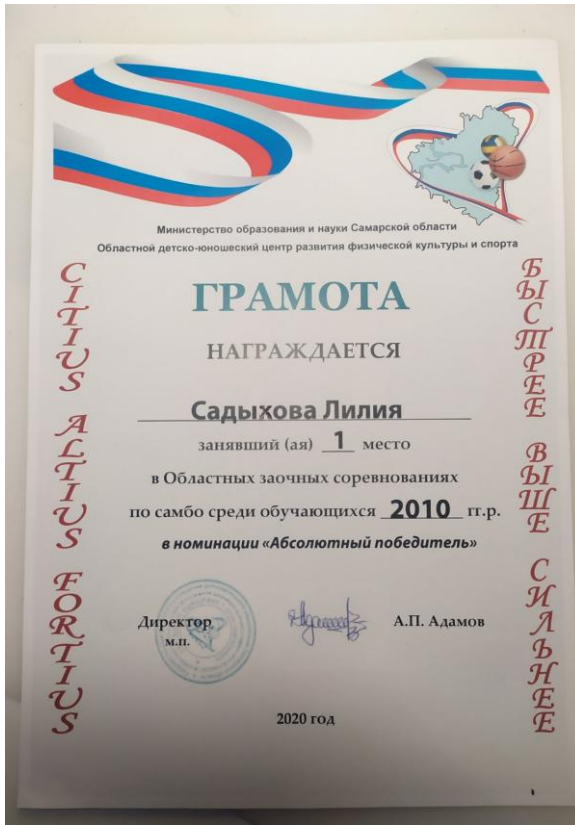 Министерство образования и науки Самарской области
Областной детско-юношеский центр развития физической культуры и спорта
CITIUS ALTIUS FORTIUS
БЫСТРЕЕ ВЫШЕ СИЛЬНЕЕ
ГРАМОТА
НАГРАЖДАЕТСЯ
Садыхова Лилия
занявший (ая) 1 место
в Областных заочных соревнованиях
по самбо среди обучающихся 2010 гг.р.
в номинации «Абсолютный победитель»
Директор А.П. Адамов
м.п.
2020 год